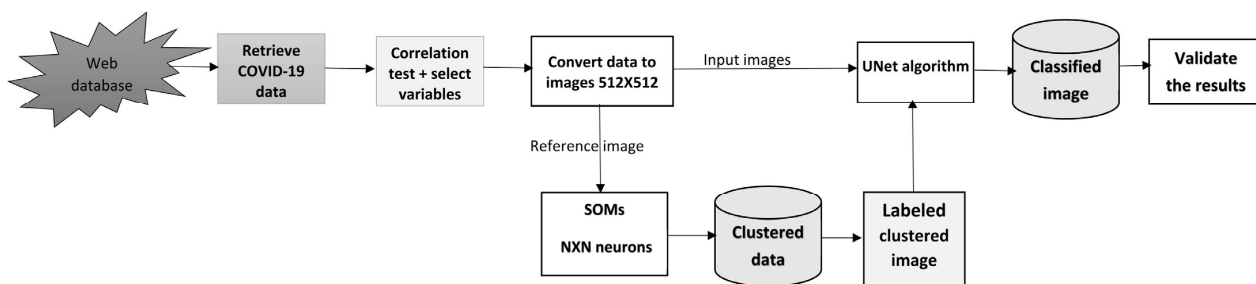 Web
database
Retrieve
COVID-19
data
Correlation
test + select
variables
Convert data to
images 512X512
Input images
UNet algorithm
Classified
image
Validate
the results
Reference image
SOMs
NXN neurons
Clustered
data
Labeled
clustered
image